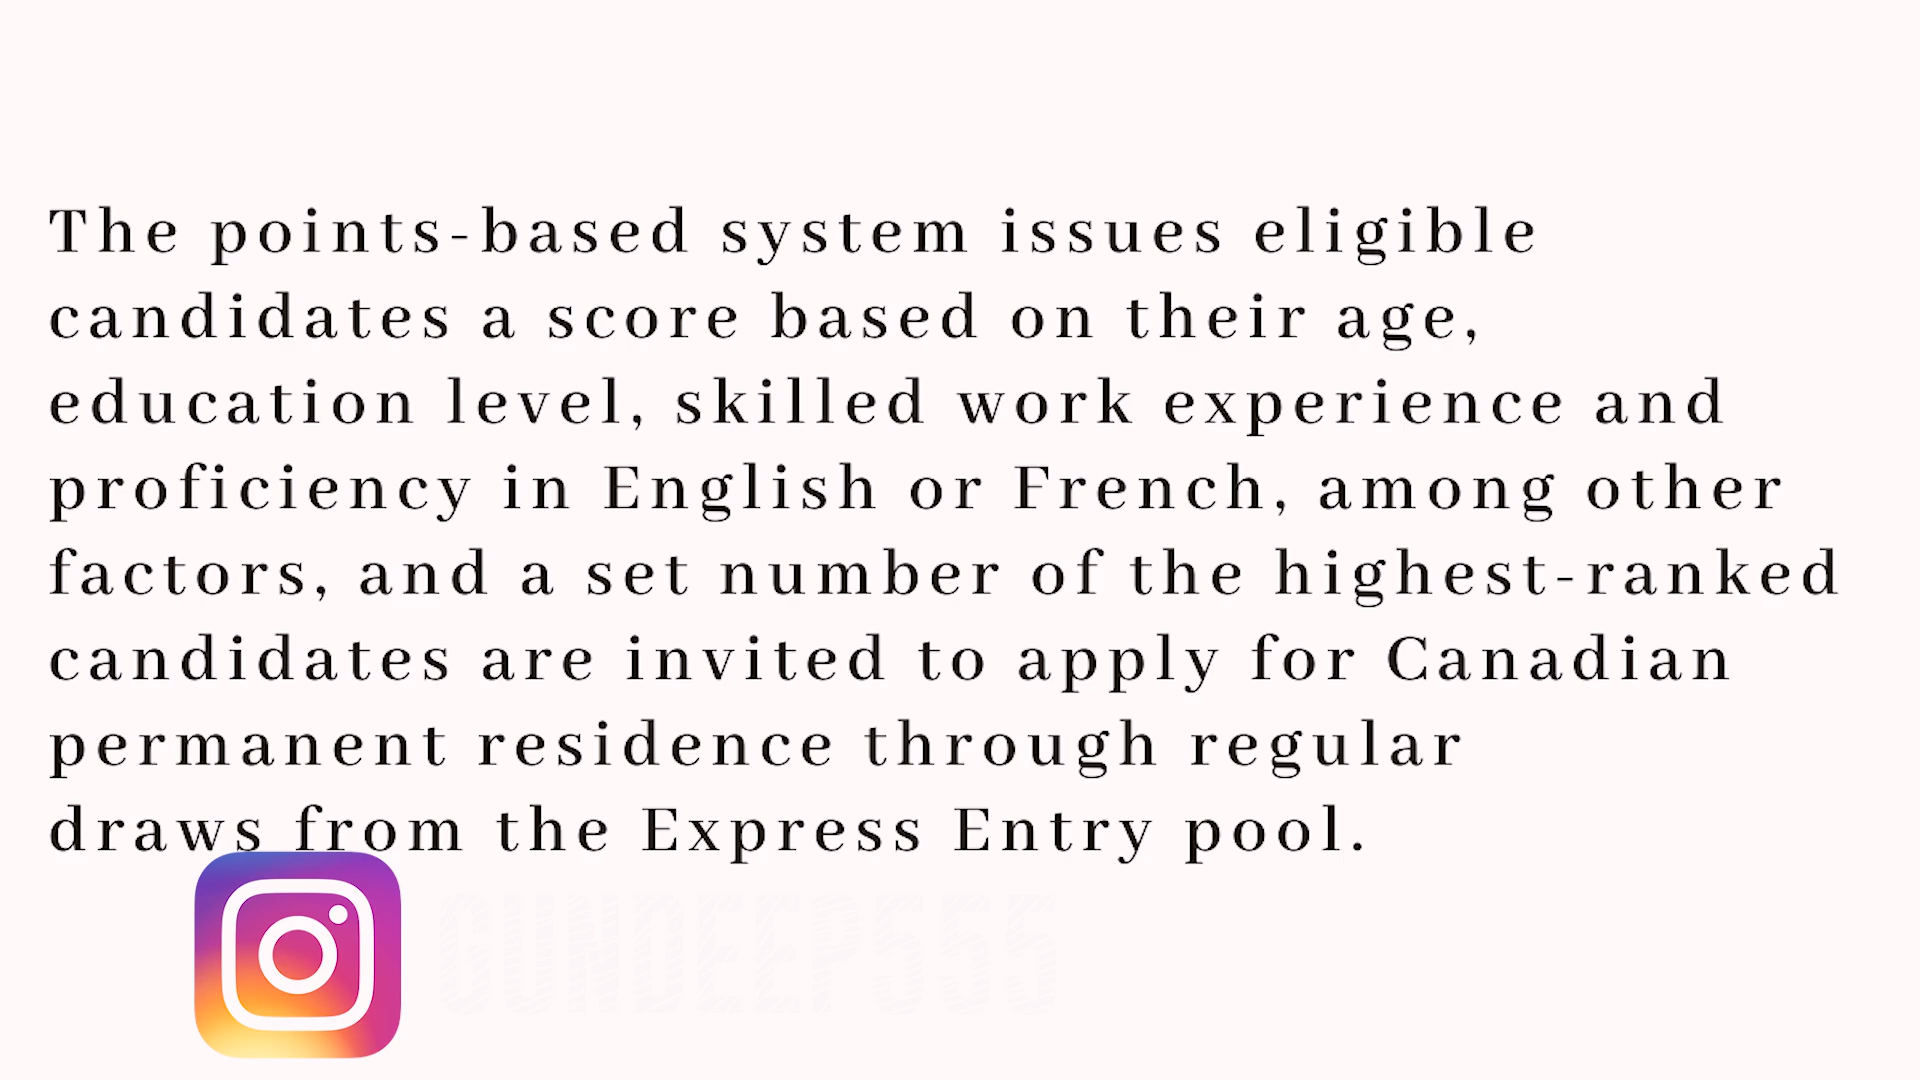 The points-based system issues eligible
candidates a score based on their age,
education level, skilled work experience and
proficiency in English or French, among other
factors, and a set number of the highest-ranked
candidates are invited to apply for Canadian
permanent residence through regular
draws from the Express Entry pool.